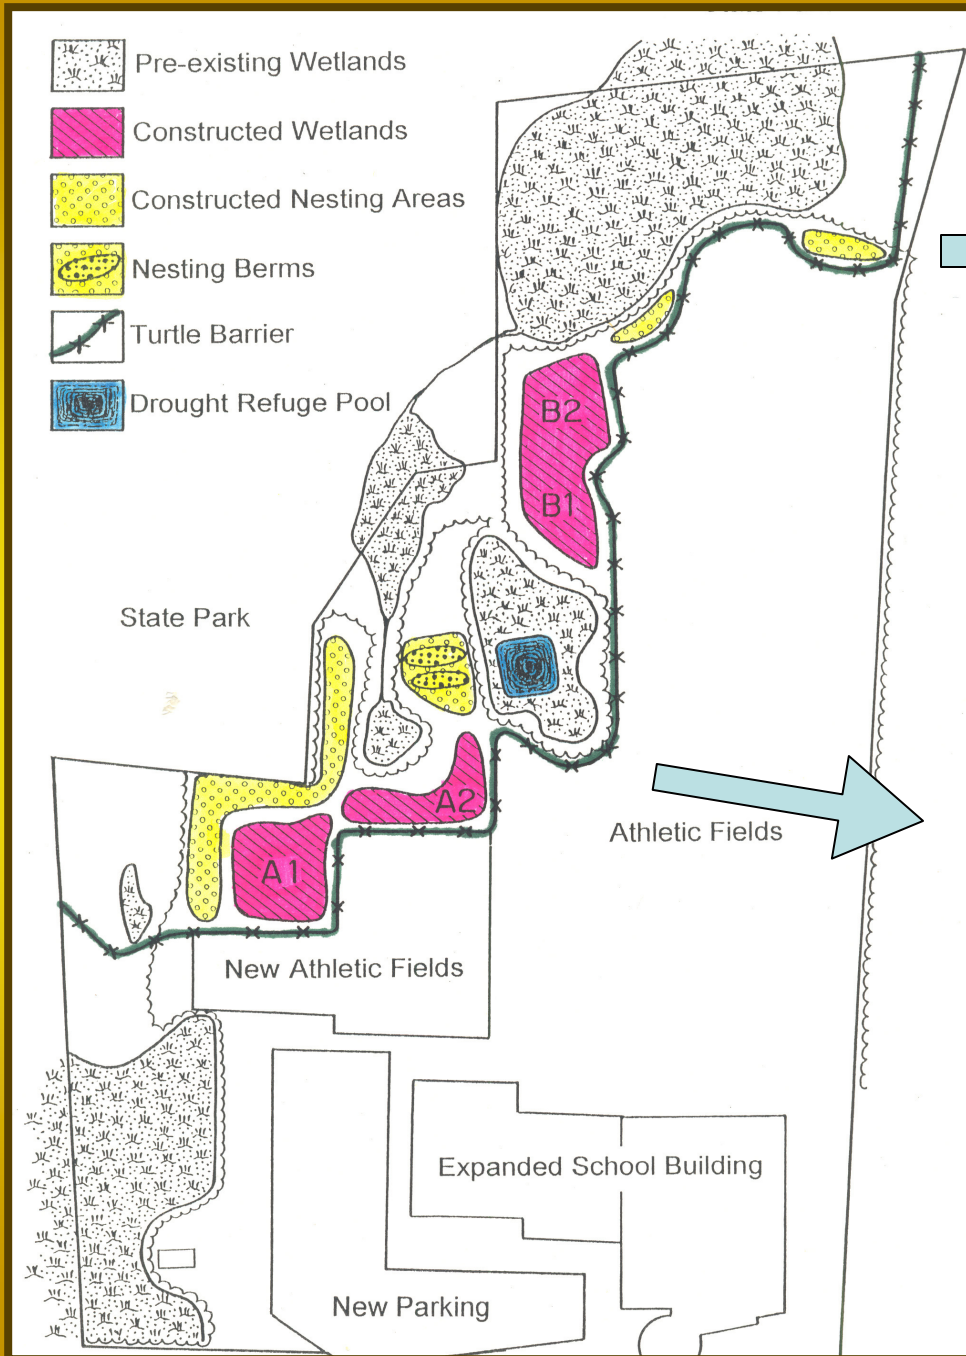 Pre-existing Wetlands
Constructed Wetlands
Constructed Nesting Areas
Nesting Berms
Turtle Barrier
Drought Refuge Pool
B2
B1
State Park
A2
Athletic Fields
A1
New Athletic Fields
Expanded School Building
New Parking